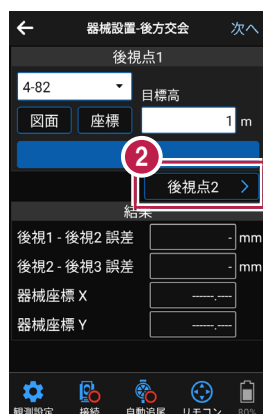 器械設置-後方交会 次へ
後視点1
4-82
目標高
図面 座標 1 m
2
後視点2 >
結果
後視1 - 後視2 誤差 - mm
後視2 - 後視3 誤差 - mm
器械座標 X ------.----
器械座標 Y ------.----
観測設定 接続 自動追尾 リモコン 80%